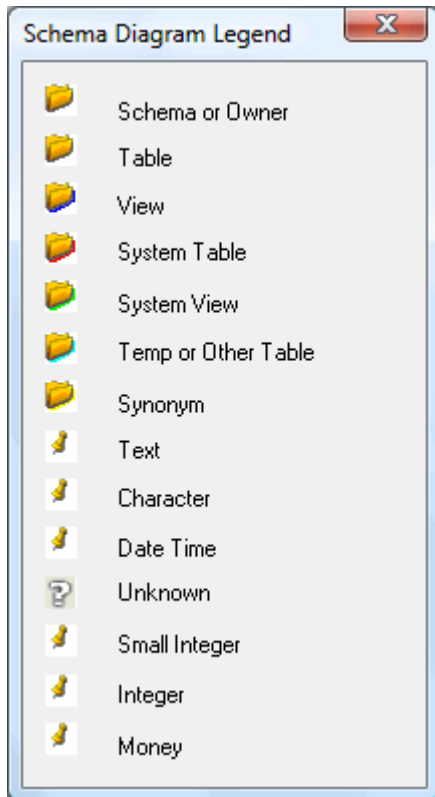 Schema Diagram Legend
Schema or Owner
Table
View
System Table
System View
Temp or Other Table
Synonym
Text
Character
Date Time
Unknown
Small Integer
Integer
Money